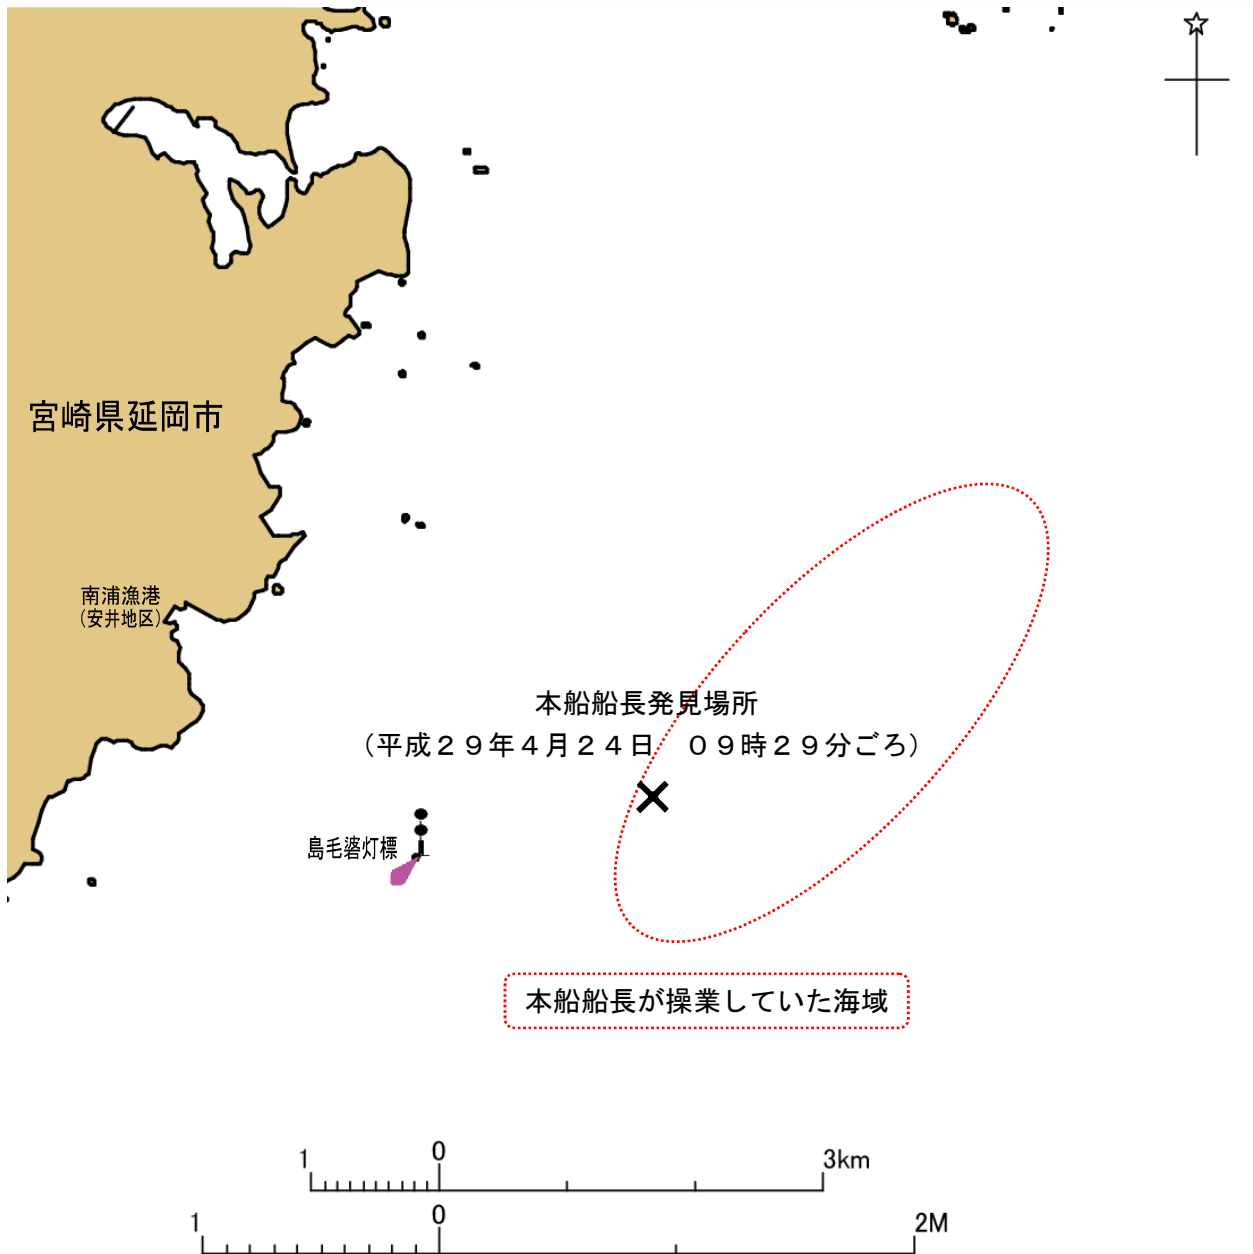 宮崎県延岡市
南浦漁港
（安井地区）
本船船長発見場所
（平成２９年４月２４日　０９時２９分ごろ）
島毛碆灯標
本船船長が操業していた海域
1 0 3km
1 0 2M